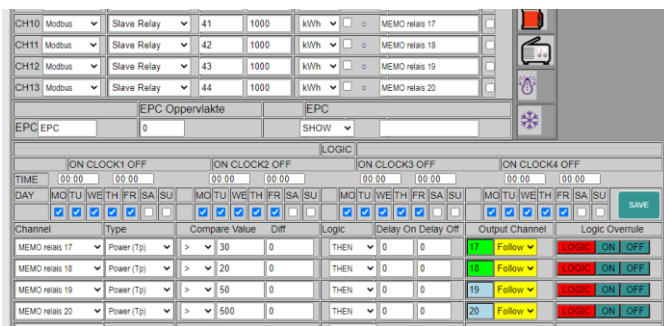 CH10 Modbus Slave Relay 41 1000 kWh MEMO relais 17
CH11 Modbus Slave Relay 42 1000 kWh MEMO relais 18
CH12 Modbus Slave Relay 43 1000 kWh MEMO relais 19
CH13 Modbus Slave Relay 44 1000 kWh MEMO relais 20
EPC Oppervlakte EPC
EPC EPC 0 SHOW
LOGIC
ON CLOCK1 OFF ON CLOCK2 OFF ON CLOCK3 OFF ON CLOCK4 OFF
TIME 00:00 00:00 00:00 00:00 00:00 00:00 00:00 00:00
DAY MO TU WE TH FR SA SU MO TU WE TH FR SA SU MO TU WE TH FR SA SU MO TU WE TH FR SA SU SAVE
Channel Type Compare Value Diff Logic Delay On Delay Off Output Channel Logic Overrule
MEMO relais 17 Power (Tp) > 30 0 THEN 0 0 17 Follow LOGIC ON OFF
MEMO relais 18 Power (Tp) > 20 0 THEN 0 0 18 Follow LOGIC ON OFF
MEMO relais 19 Power (Tp) > 50 0 THEN 0 0 19 Follow LOGIC ON OFF
MEMO relais 20 Power (Tp) > 500 0 THEN 0 0 20 Follow LOGIC ON OFF